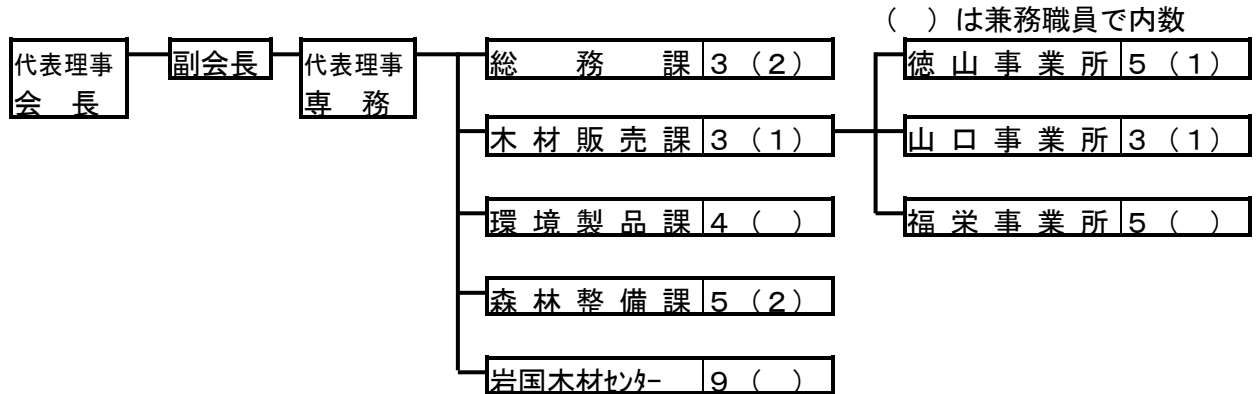 （　）は兼務職員で内数
代表理事
会　長
副会長
代表理事
専　務
総務課 3（2）
木材販売課 3（1）
環境製品課 4（　）
森林整備課 5（2）
岩国木材ｾﾝﾀｰ 9（　）
徳山事業所 5（1）
山口事業所 3（1）
福栄事業所 5（　）